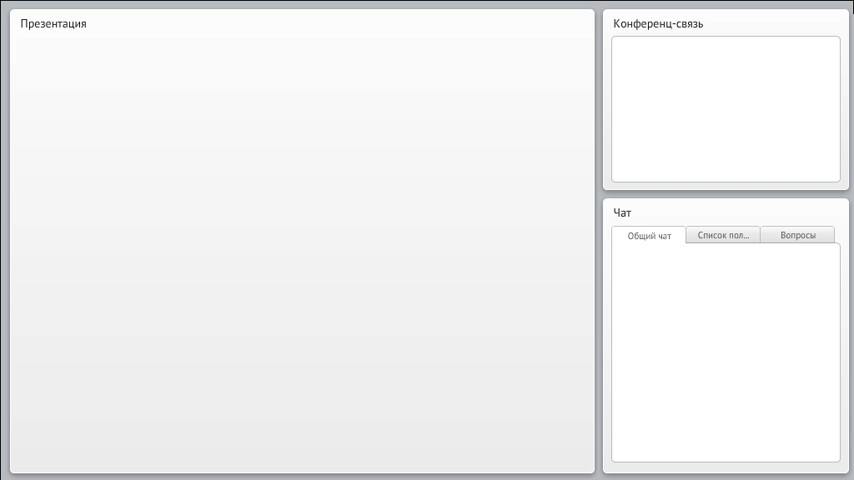 Презентация
Конференц-связь
Чат
Общий чат
Список пол...
Вопросы